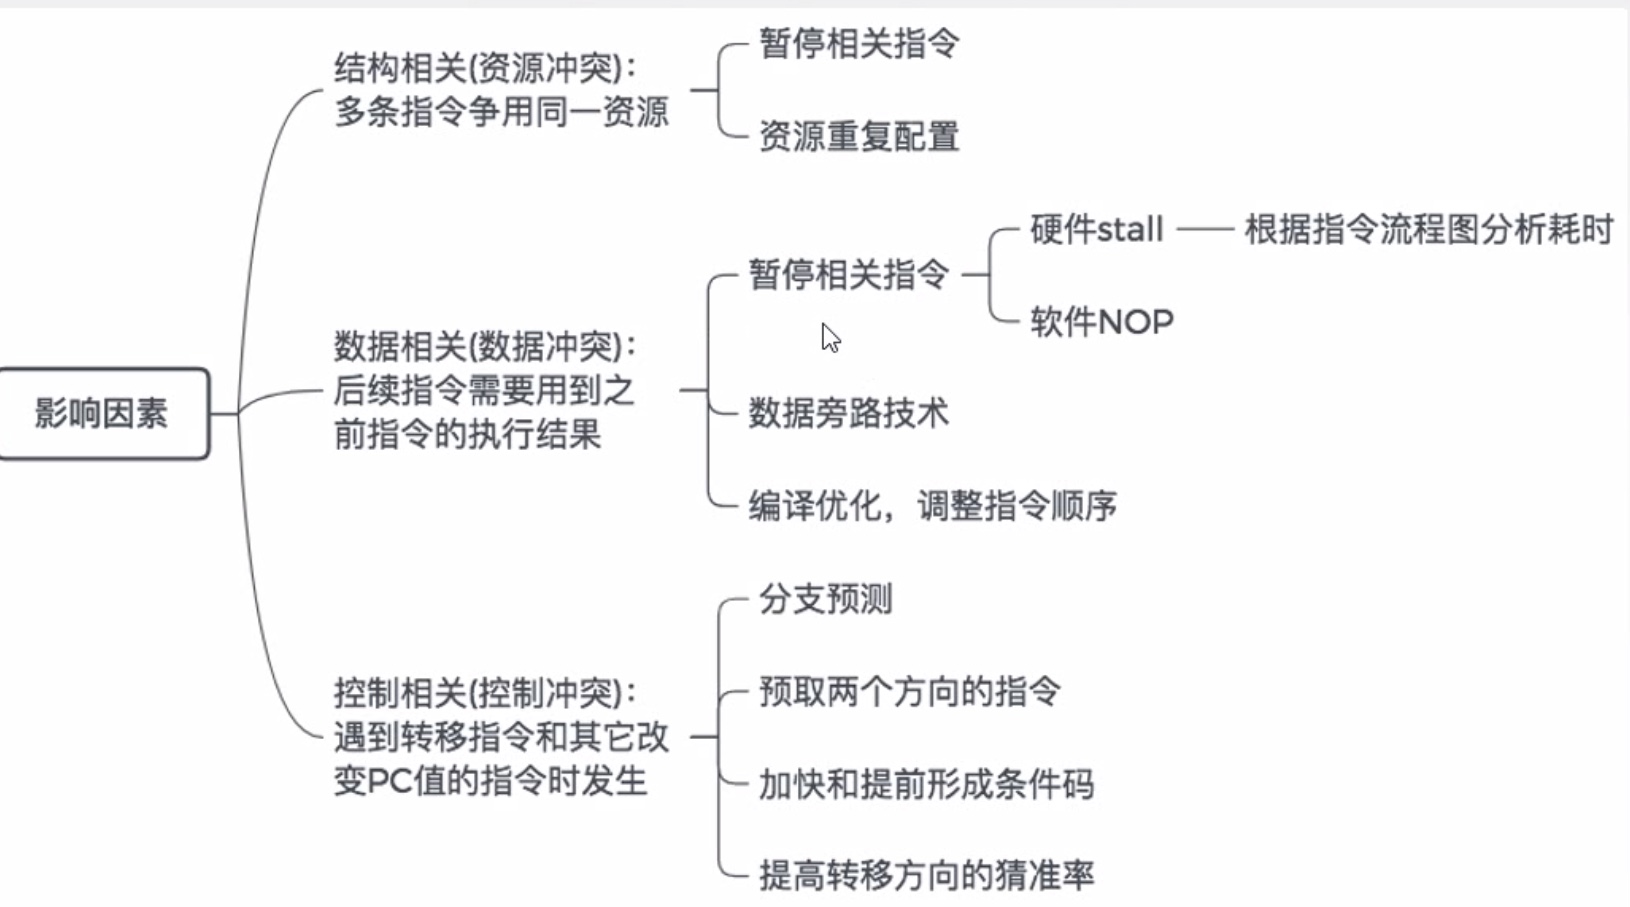 影响因素
结构相关(资源冲突)：
多条指令争用同一资源
暂停相关指令
资源重复配置
数据相关(数据冲突)：
后续指令需要用到之
前指令的执行结果
暂停相关指令
硬件stall
根据指令流程图分析耗时
软件NOP
数据旁路技术
编译优化，调整指令顺序
控制相关(控制冲突)：
遇到转移指令和其它改
变PC值的指令时发生
分支预测
预取两个方向的指令
加快和提前形成条件码
提高转移方向的猜准率